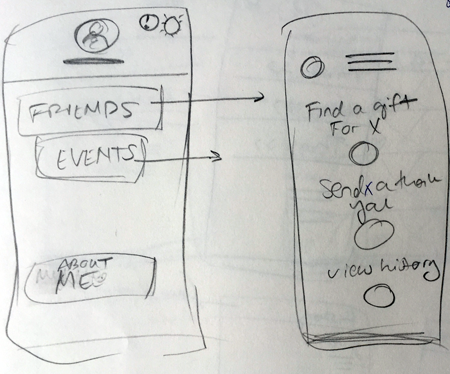 FRIENDS
EVENTS
ABOUT
ME
Find a gift
For X
Send x a thank
you
view history